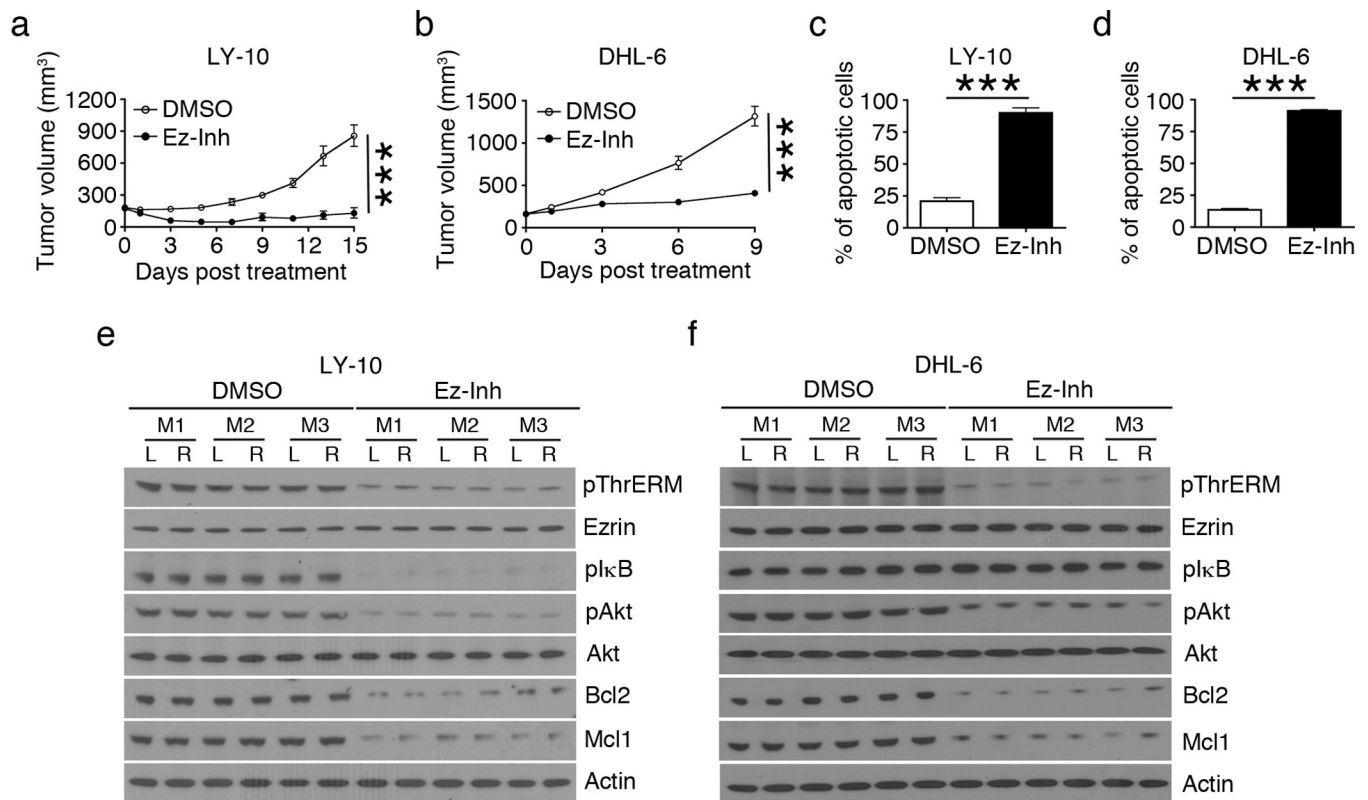 a
LY-10
Tumor volume (mm³)
1200
900
600
300
0
DMSO
Ez-Inh
***
0 3 6 9 12 15
Days post treatment
b
DHL-6
Tumor volume (mm³)
1500
1000
500
0
DMSO
Ez-Inh
***
0 3 6 9
Days post treatment
c
LY-10
***
% of apoptotic cells
100
75
50
25
0
DMSO Ez-Inh
d
DHL-6
***
% of apoptotic cells
100
75
50
25
0
DMSO Ez-Inh
e
LY-10
DMSO Ez-Inh
M1 M2 M3 M1 M2 M3
L R L R L R L R L R L R
pThrERM
Ezrin
pIκB
pAkt
Akt
Bcl2
Mcl1
Actin
f
DHL-6
DMSO Ez-Inh
M1 M2 M3 M1 M2 M3
L R L R L R L R L R L R
pThrERM
Ezrin
pIκB
pAkt
Akt
Bcl2
Mcl1
Actin